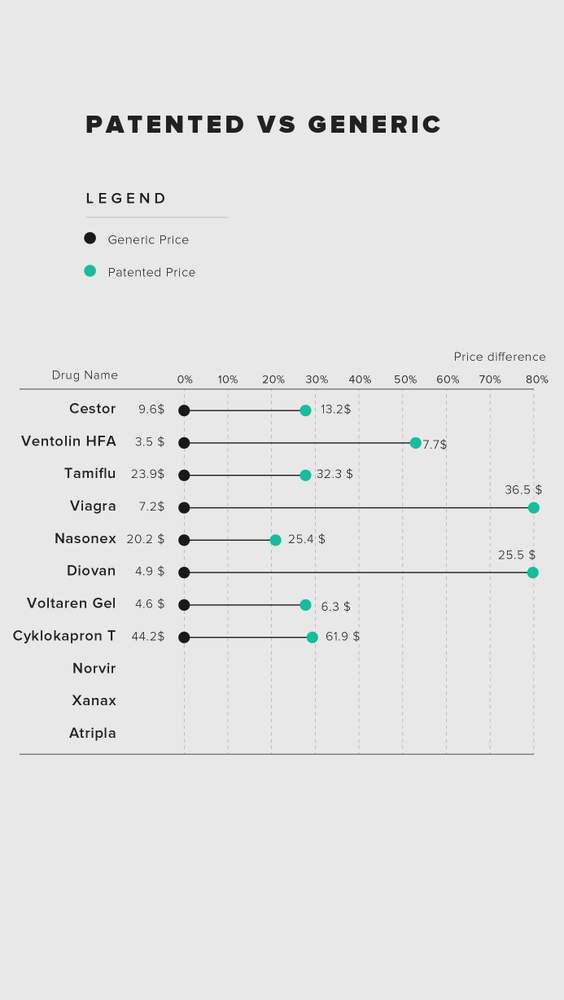 PATENTED VS GENERIC
LEGEND
Generic Price
Patented Price
Price difference
Drug Name 0% 10% 20% 30% 40% 50% 60% 70% 80%
Cestor 9.6$ 13.2$
Ventolin HFA 3.5 $ 7.7$
Tamiflu 23.9$ 32.3 $
36.5 $
Viagra 7.2$
Nasonex 20.2 $ 25.4 $
25.5 $
Diovan 4.9 $
Voltaren Gel 4.6 $ 6.3 $
Cyklokapron T 44.2$ 61.9 $
Norvir
Xanax
Atripla